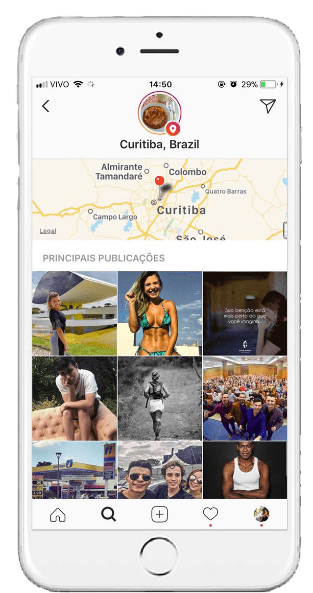 VIVO
14:50
29%
Curitiba, Brazil
Almirante
Tamandaré
Colombo
Quatro Barras
Campo Largo
Curitiba
São José
Legal
PRINCIPAIS PUBLICAÇÕES
Sua benção está
mais perto do que
você imagina.